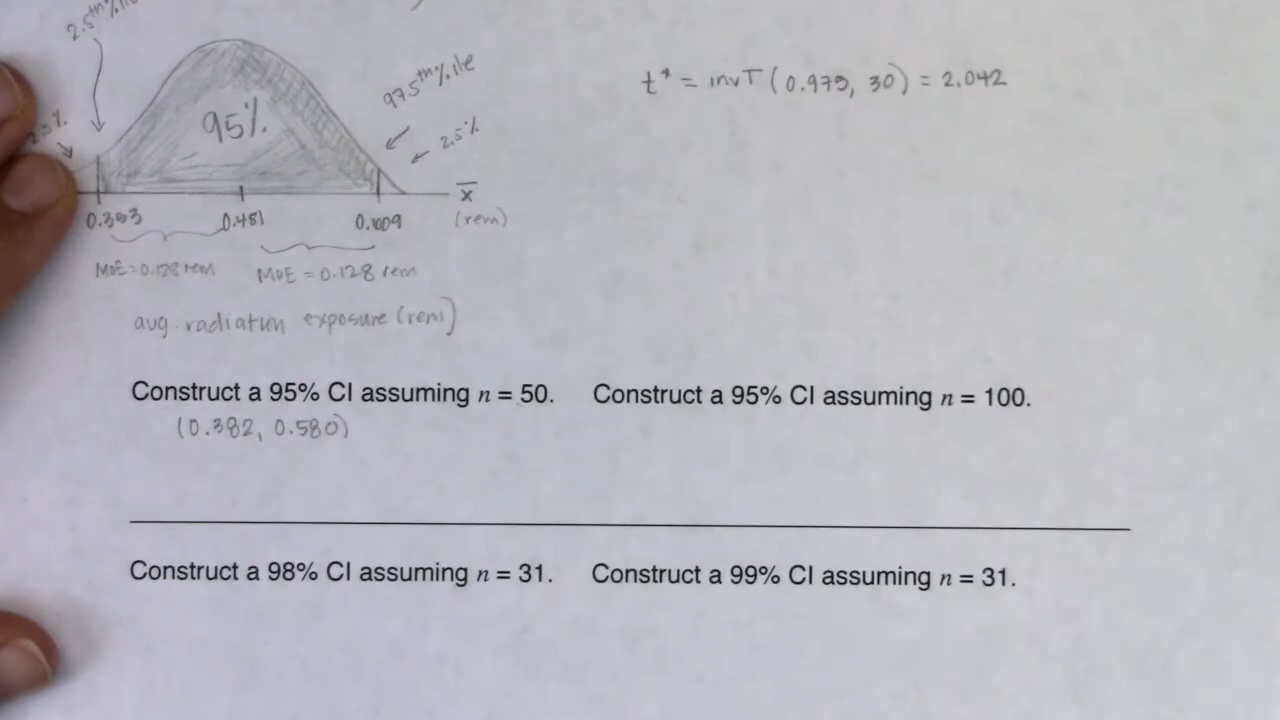 2.5th %ile
97.5th %ile
t* = invT (0.975, 30) = 2.042
2.5%
95%
2.5%
x̄
(rem)
0.353 0.481 0.609
MoE = 0.128 rem MoE = 0.128 rem
avg. radiation exposure (rem)
Construct a 95% CI assuming n = 50. Construct a 95% CI assuming n = 100.
(0.382, 0.580)
Construct a 98% CI assuming n = 31. Construct a 99% CI assuming n = 31.